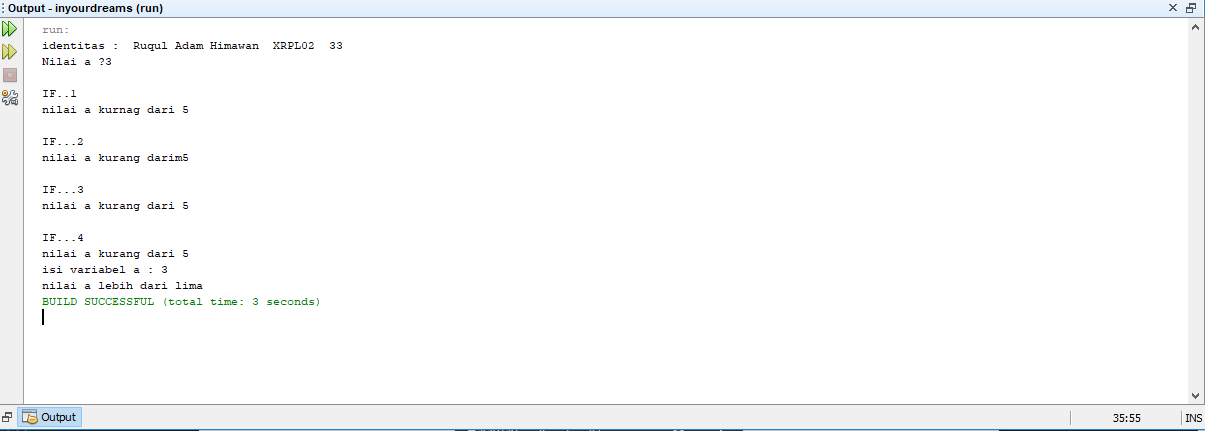 Output - inyourdreams (run)
run:
identitas :  Ruqul Adam Himawan  XRPL02  33
Nilai a ?3
IF..1
nilai a kurnag dari 5
IF...2
nilai a kurang darim5
IF...3
nilai a kurang dari 5
IF...4
nilai a kurang dari 5
isi variabel a : 3
nilai a lebih dari lima
BUILD SUCCESSFUL (total time: 3 seconds)
Output
35:55
INS